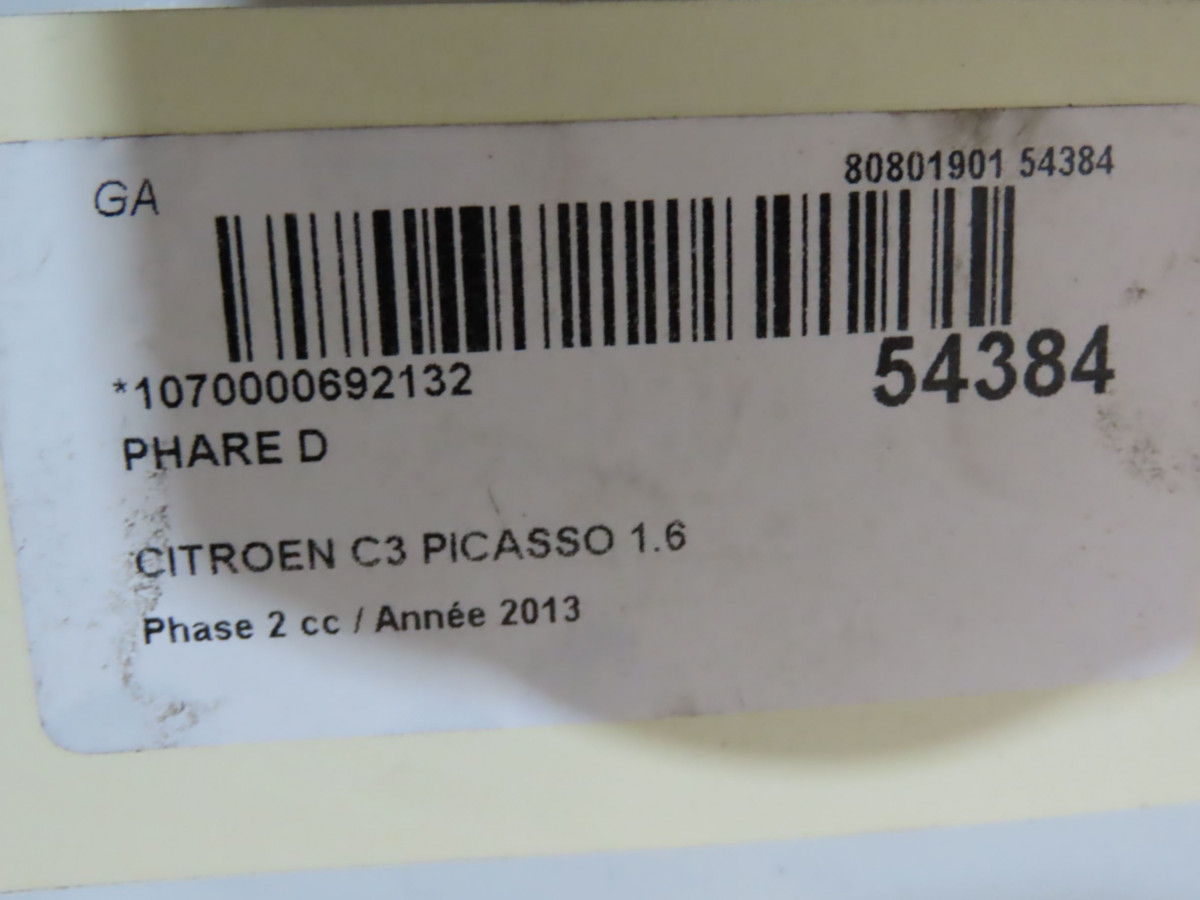 GA
80801901 54384
*1070000692132
54384
PHARE D
CITROEN C3 PICASSO 1.6
Phase 2 cc / Année 2013